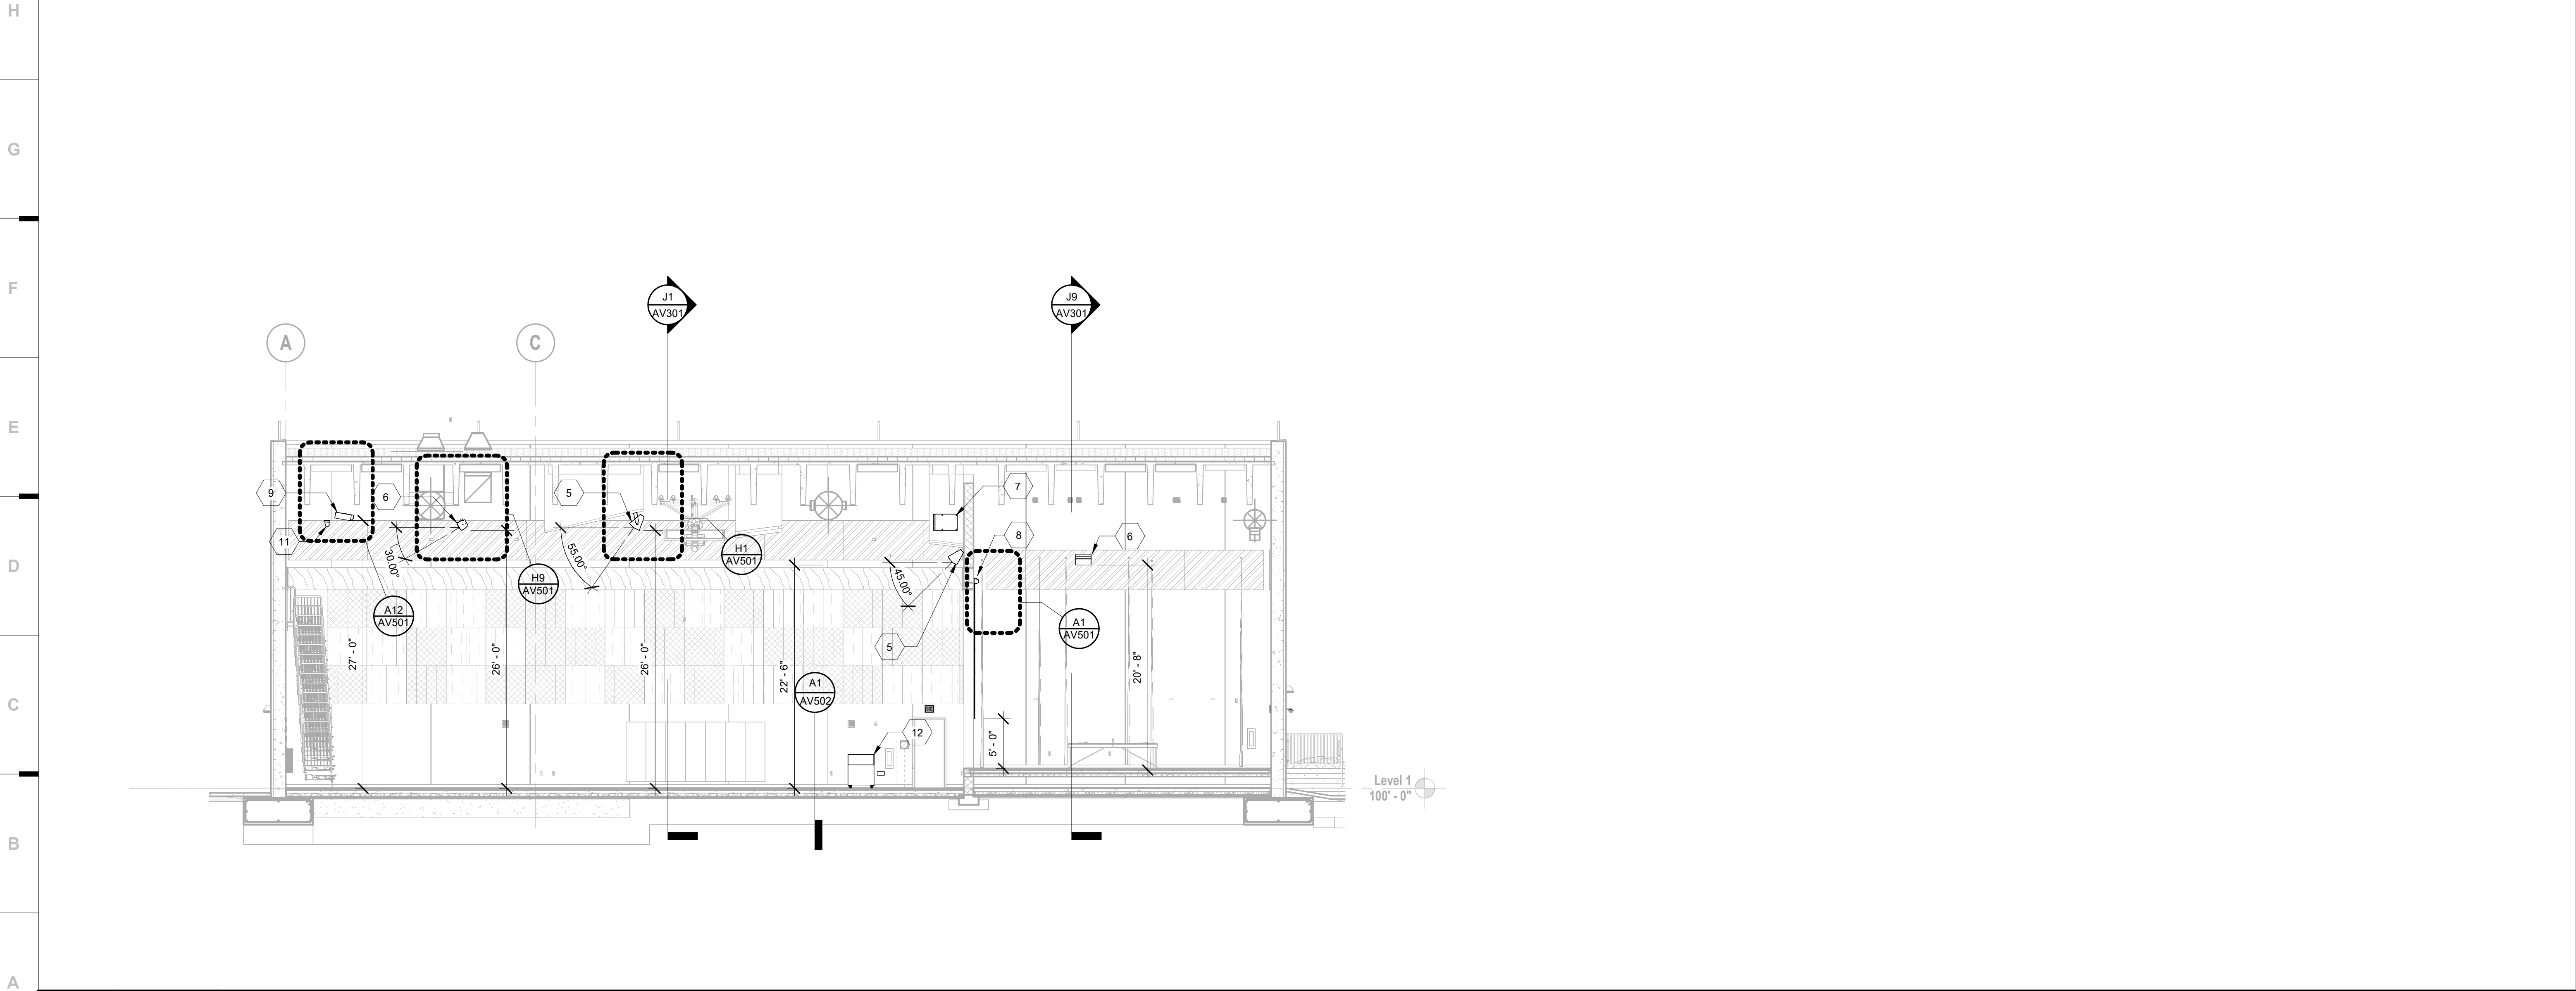 H
G
F
J1
AV301
J9
AV301
A
C
E
9
6
5
7
11
8
6
30.00°
55.00°
H1
AV501
45.00°
D
H9
AV501
A12
AV501
A1
AV501
5
27' - 0"
26' - 0"
26' - 0"
22' - 6"
20' - 8"
A1
AV502
C
12
5' - 0"
Level 1
100' - 0"
B
A